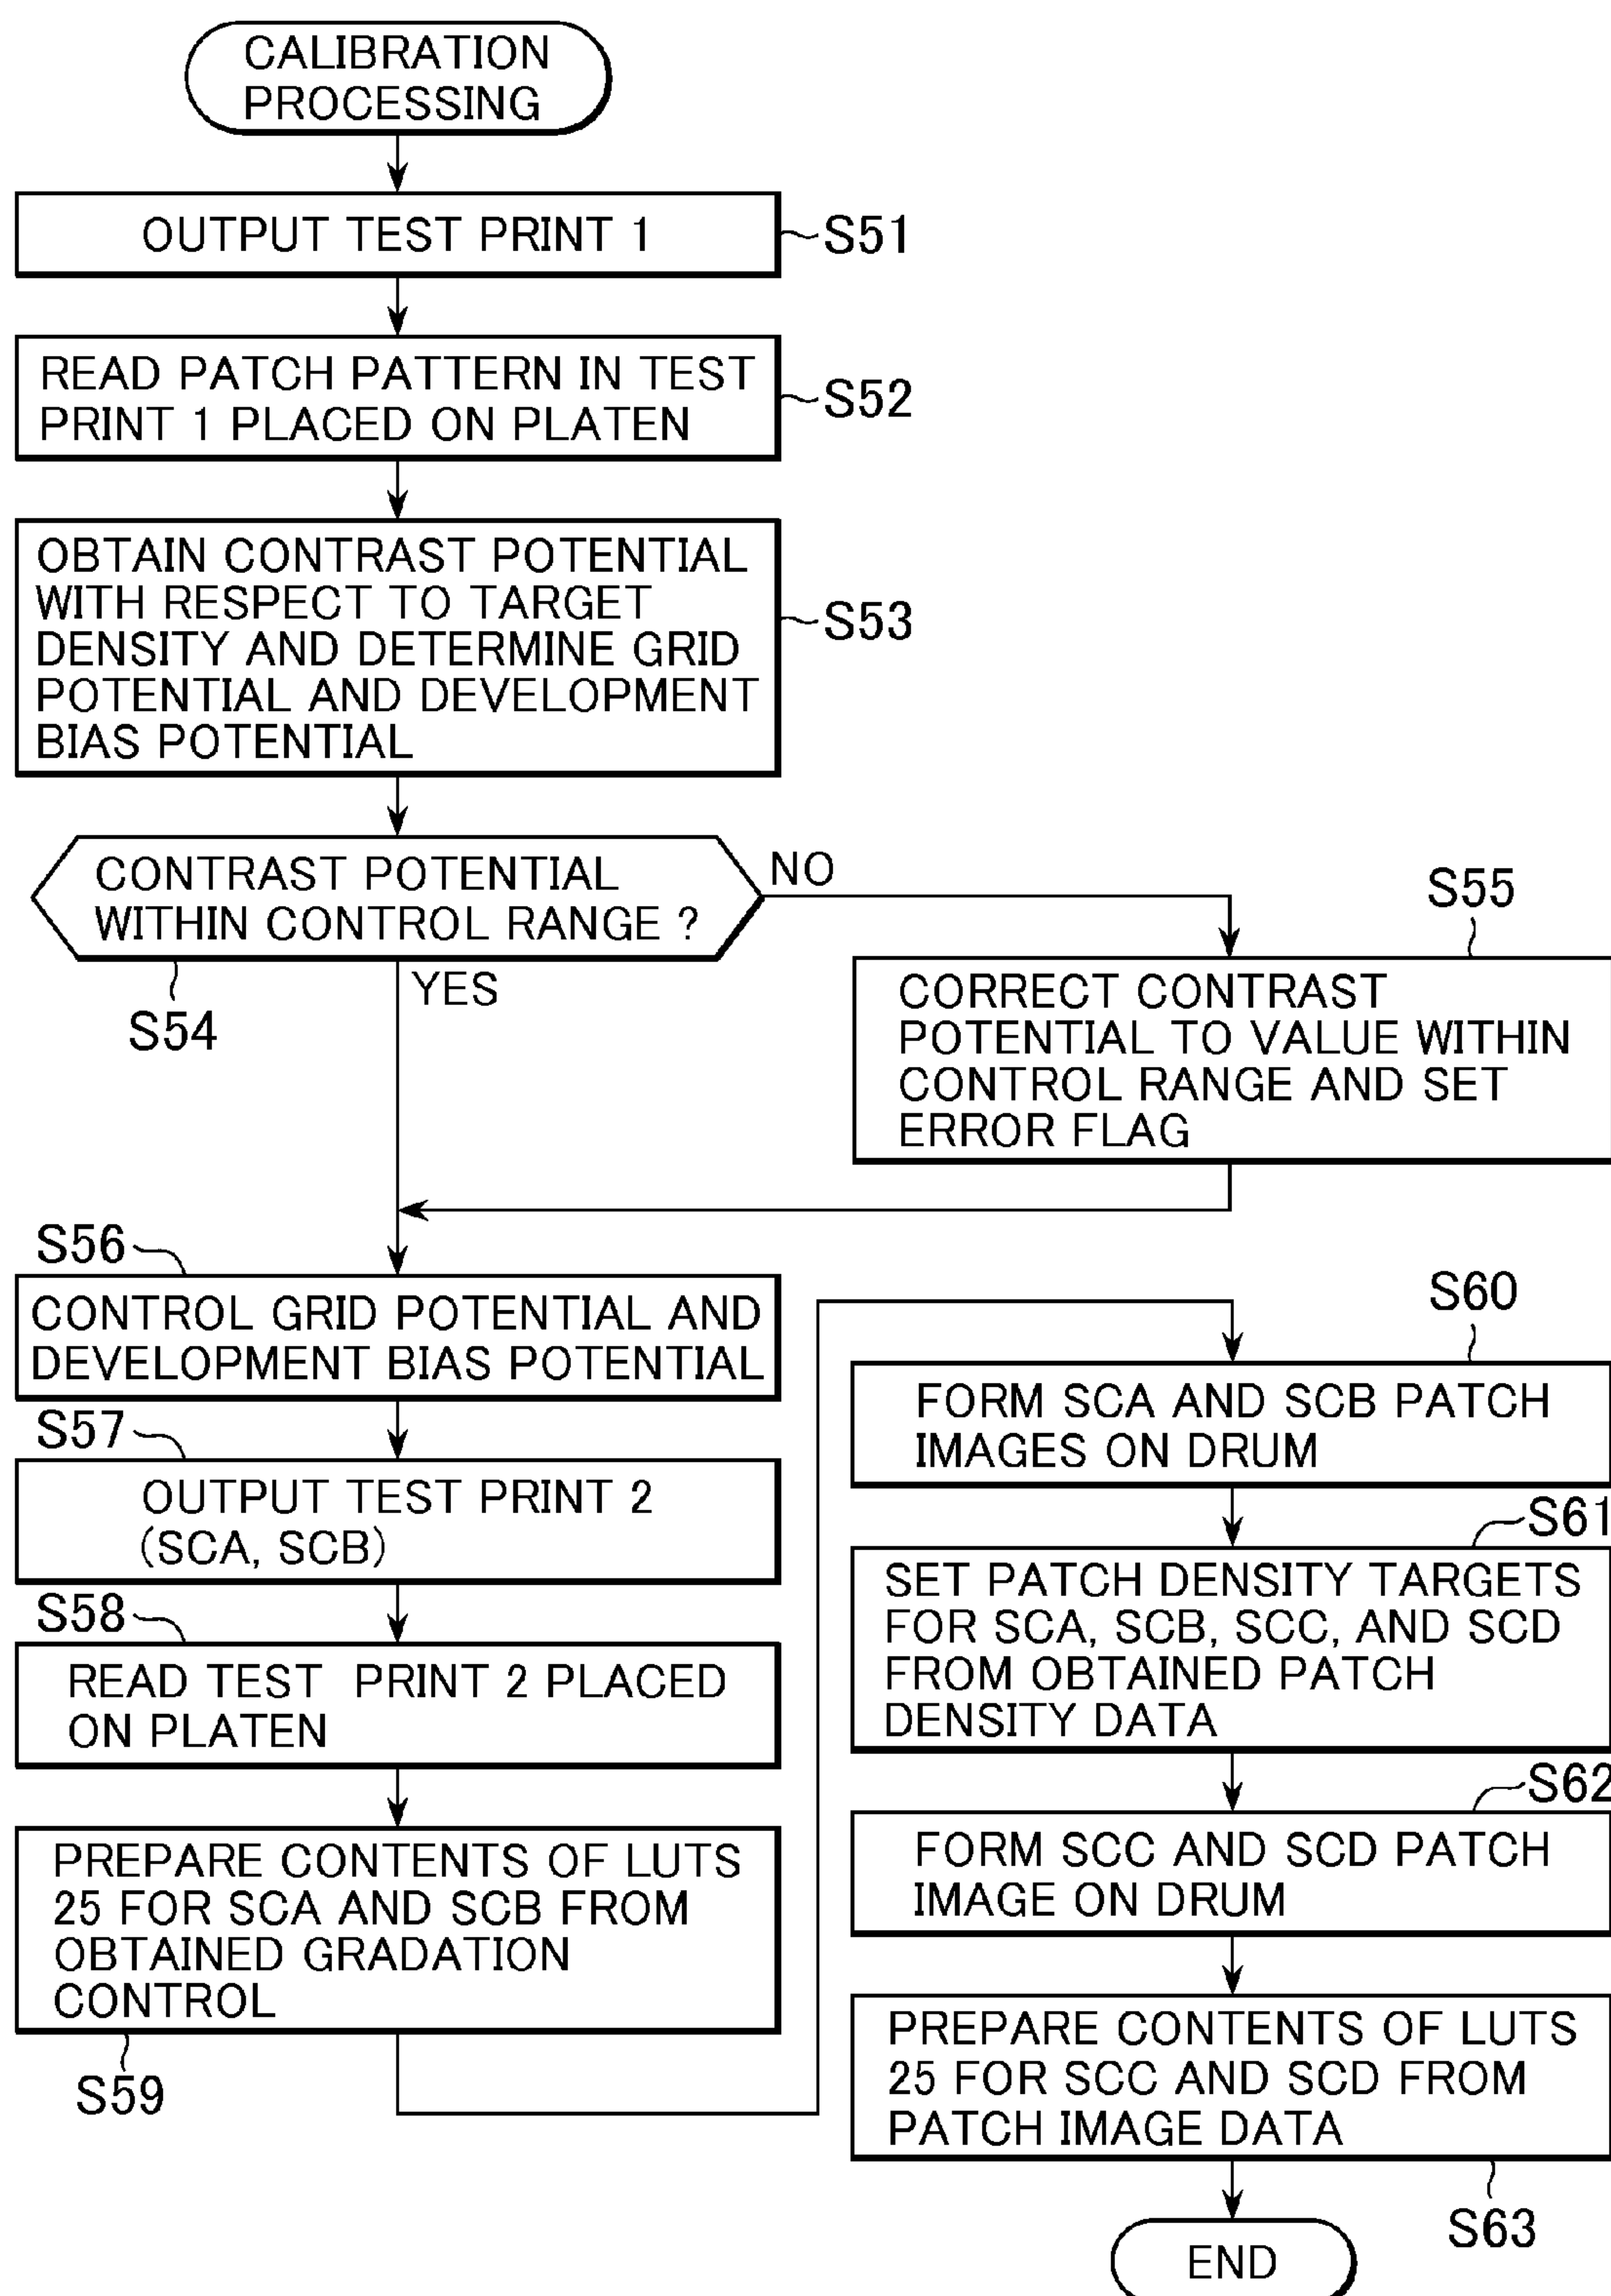 CALIBRATION
PROCESSING
OUTPUT TEST PRINT 1
S51
READ PATCH PATTERN IN TEST
PRINT 1 PLACED ON PLATEN
S52
OBTAIN CONTRAST POTENTIAL
WITH RESPECT TO TARGET
DENSITY AND DETERMINE GRID
POTENTIAL AND DEVELOPMENT
BIAS POTENTIAL
S53
CONTRAST POTENTIAL
WITHIN CONTROL RANGE ?
NO
YES
S54
S55
CORRECT CONTRAST
POTENTIAL TO VALUE WITHIN
CONTROL RANGE AND SET
ERROR FLAG
S56
CONTROL GRID POTENTIAL AND
DEVELOPMENT BIAS POTENTIAL
S57
OUTPUT TEST PRINT 2
(SCA, SCB)
S58
READ TEST PRINT 2 PLACED
ON PLATEN
PREPARE CONTENTS OF LUTS
25 FOR SCA AND SCB FROM
OBTAINED GRADATION
CONTROL
S59
S60
FORM SCA AND SCB PATCH
IMAGES ON DRUM
S61
SET PATCH DENSITY TARGETS
FOR SCA, SCB, SCC, AND SCD
FROM OBTAINED PATCH
DENSITY DATA
S62
FORM SCC AND SCD PATCH
IMAGE ON DRUM
PREPARE CONTENTS OF LUTS
25 FOR SCC AND SCD FROM
PATCH IMAGE DATA
S63
END